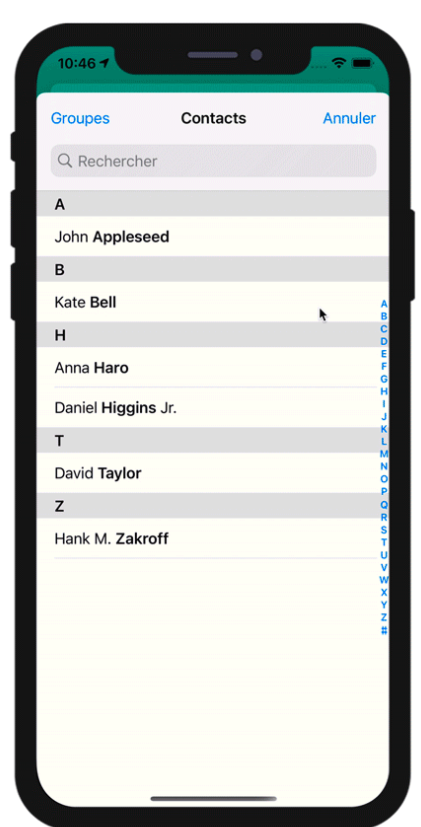 10:46
Groupes Contacts Annuler
Rechercher
A
John Appleseed
B
Kate Bell
H
Anna Haro
Daniel Higgins Jr.
T
David Taylor
Z
Hank M. Zakroff
A
B
C
D
E
F
G
H
I
J
K
L
M
N
O
P
Q
R
S
T
U
V
W
X
Y
Z
#